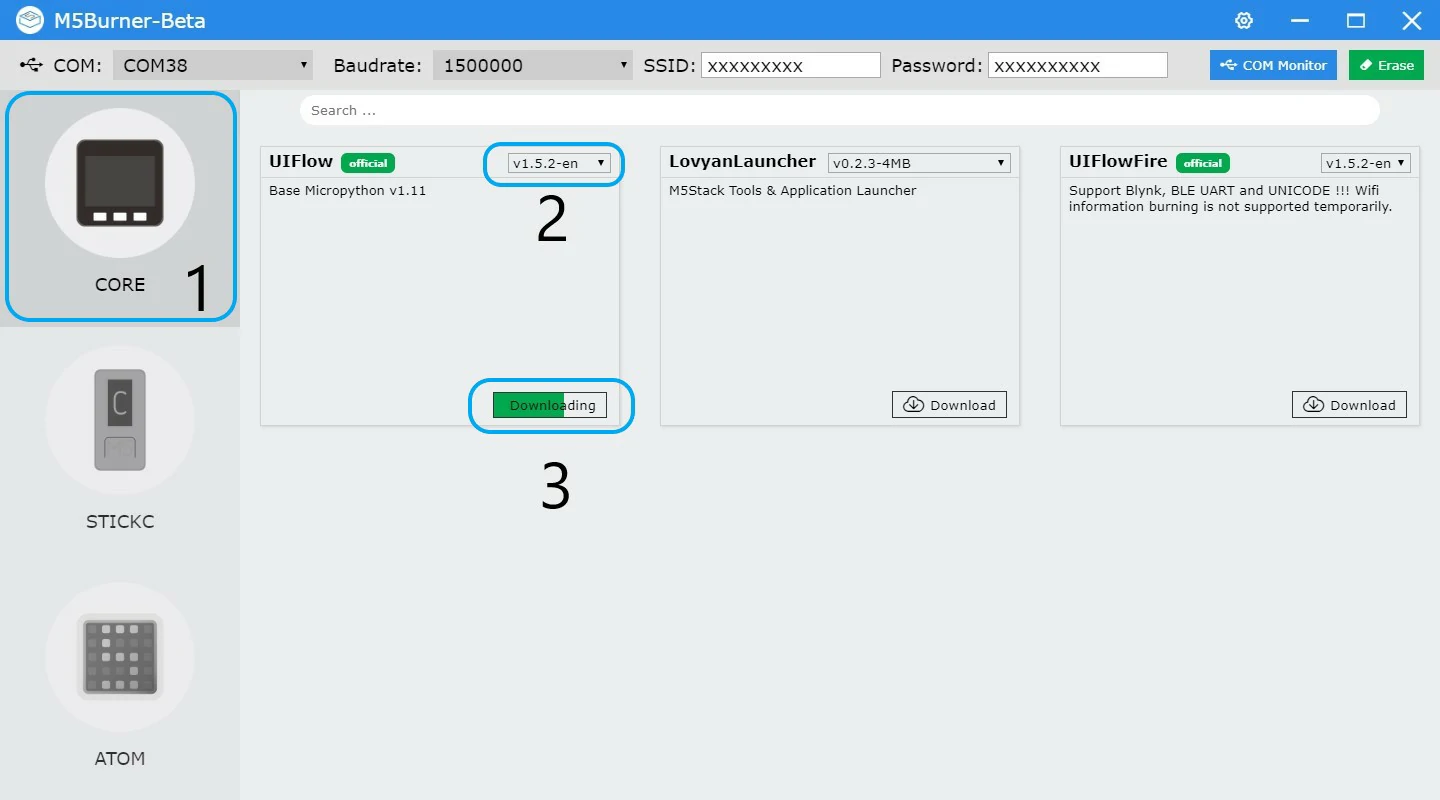 M5Burner-Beta
COM: COM38 Baudrate: 1500000 SSID: xxxxxxxxx Password: xxxxxxxxxx COM Monitor Erase
Search ...
CORE
1
STICKC
C
ATOM
UIFlow official v1.5.2-en
Base Micropython v1.11
2
Downloading
3
LovyanLauncher v0.2.3-4MB
M5Stack Tools & Application Launcher
Download
UIFlowFire official v1.5.2-en
Support Blynk, BLE UART and UNICODE !!! Wifi
information burning is not supported temporarily.
Download